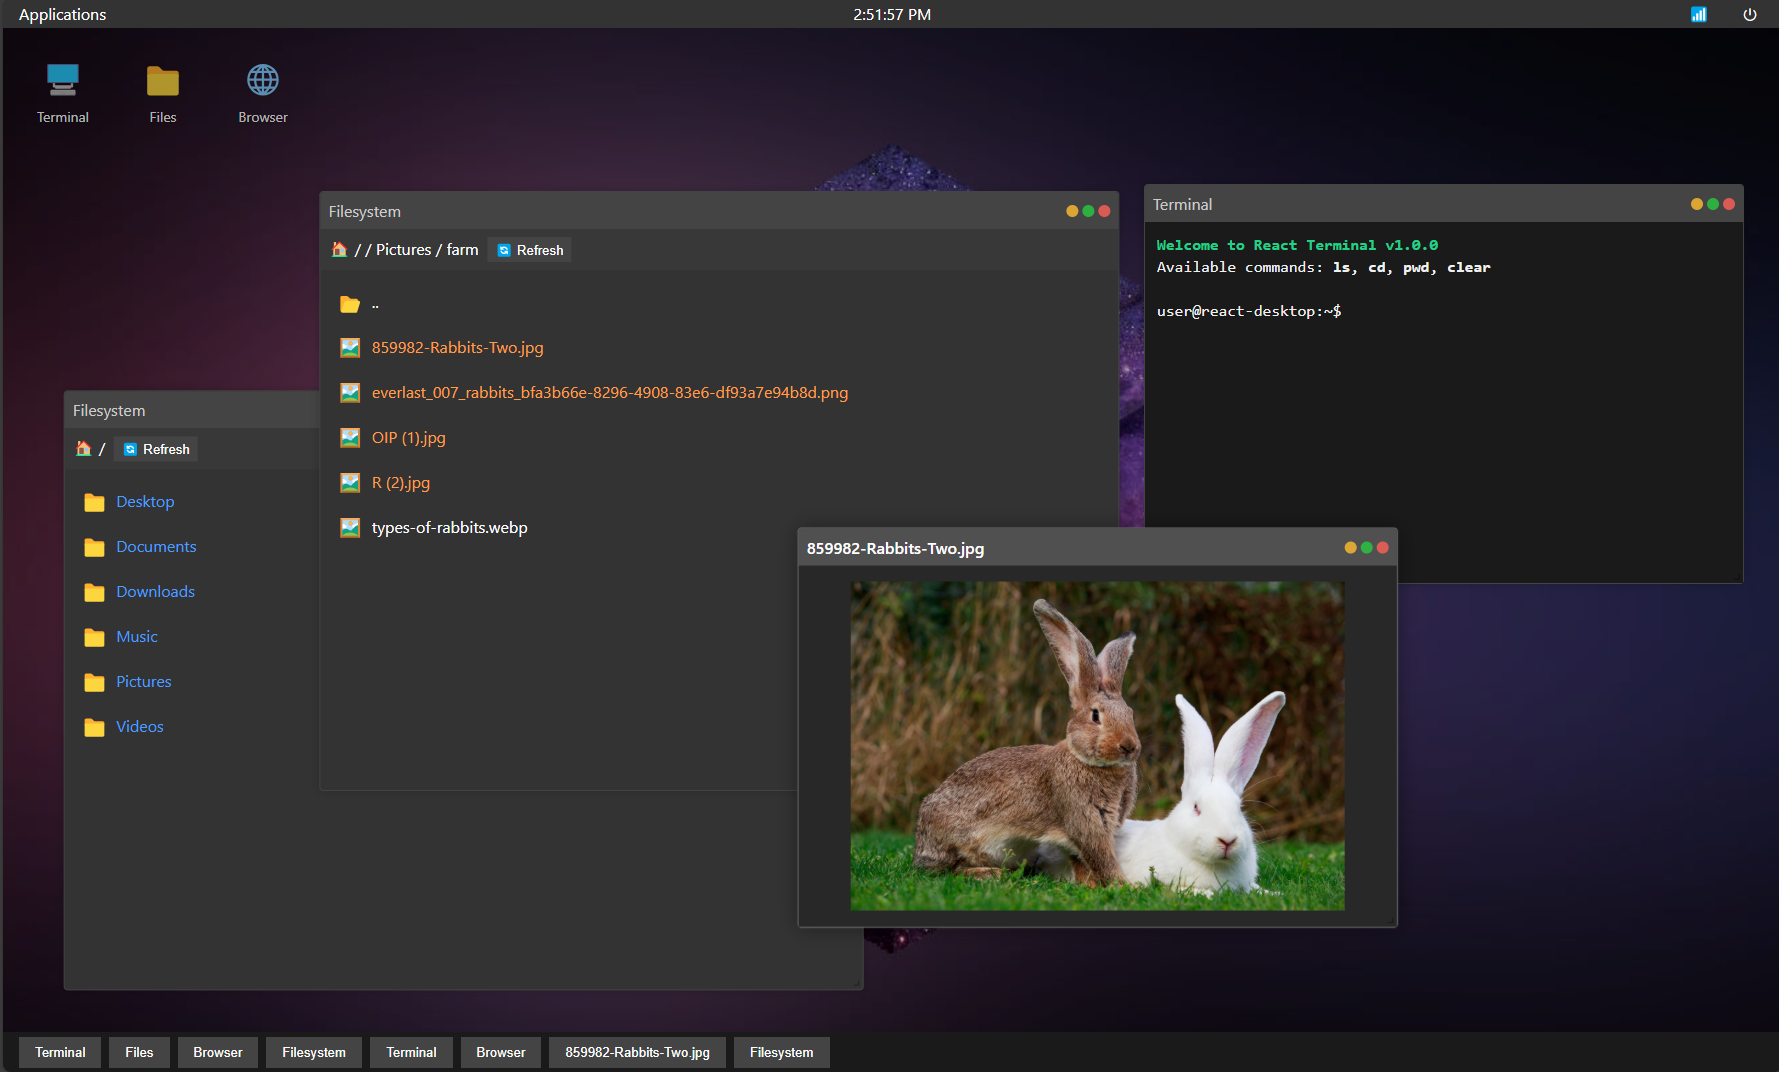 Applications
2:51:57 PM
Terminal
Files
Browser
Filesystem
/ / Pictures / farm Refresh
..
859982-Rabbits-Two.jpg
everlast_007_rabbits_bfa3b66e-8296-4908-83e6-df93a7e94b8d.png
OIP (1).jpg
R (2).jpg
types-of-rabbits.webp
Terminal
Welcome to React Terminal v1.0.0
Available commands: ls, cd, pwd, clear
user@react-desktop:~$
Filesystem
/ Refresh
Desktop
Documents
Downloads
Music
Pictures
Videos
859982-Rabbits-Two.jpg
Terminal
Files
Browser
Filesystem
Terminal
Browser
859982-Rabbits-Two.jpg
Filesystem